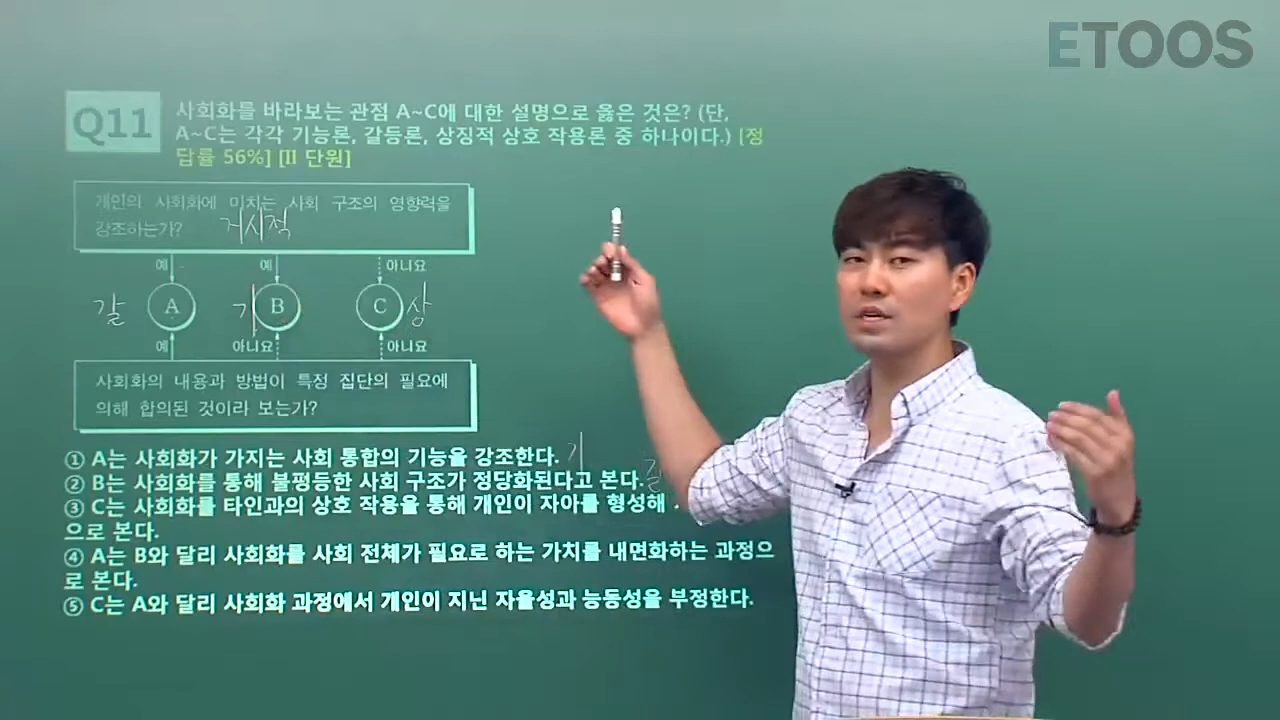 ETOOS
Q11
사회화를 바라보는 관점 A~C에 대한 설명으로 옳은 것은? (단,
A~C는 각각 기능론, 갈등론, 상징적 상호 작용론 중 하나이다.) [정
답률 56%] [II 단원]
개인의 사회화에 미치는 사회 구조의 영향력을
강조하는가? 거시적
예 예 아니요
갈 A 기 B C 상
예 아니요 아니요
사회화의 내용과 방법이 특정 집단의 필요에
의해 합의된 것이라 보는가?
① A는 사회화가 가지는 사회 통합의 기능을 강조한다. 기
② B는 사회화를 통해 불평등한 사회 구조가 정당화된다고 본다. 갈
③ C는 사회화를 타인과의 상호 작용을 통해 개인이 자아를 형성해
으로 본다.
④ A는 B와 달리 사회화를 사회 전체가 필요로 하는 가치를 내면화하는 과정으
로 본다.
⑤ C는 A와 달리 사회화 과정에서 개인이 지닌 자율성과 능동성을 부정한다.